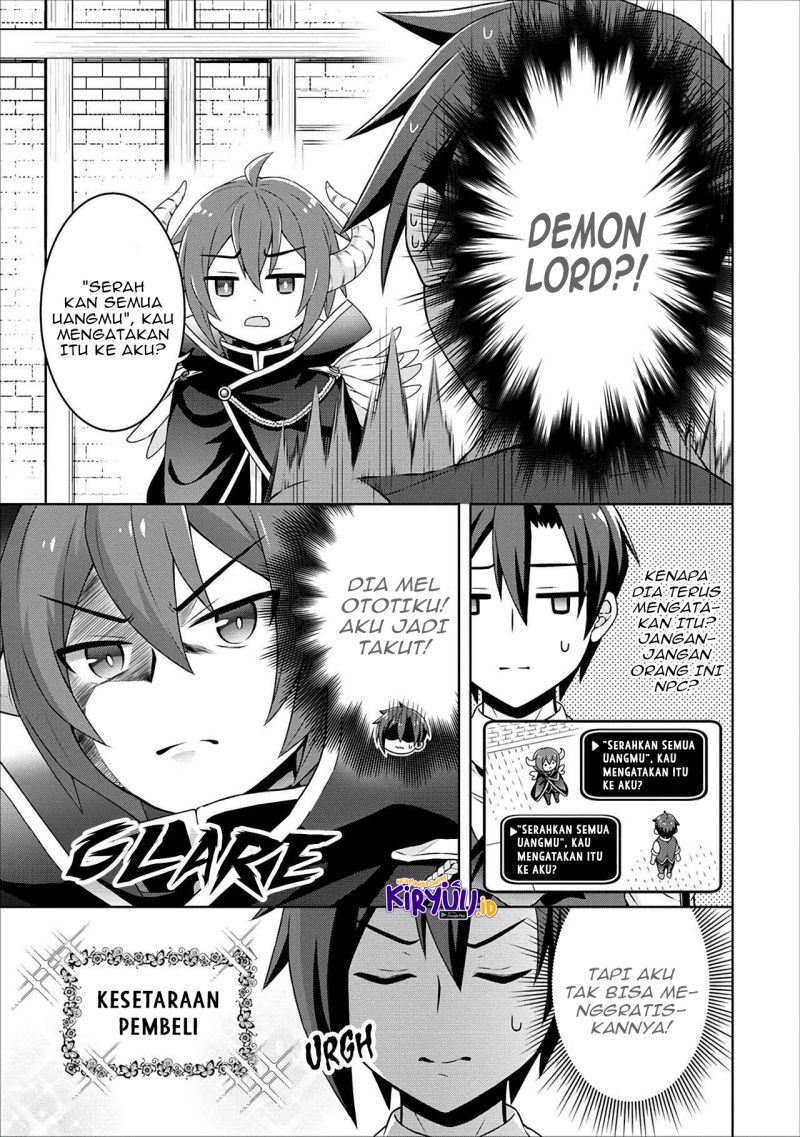 DEMON
LORD?!
"SERAH
KAN SEMUA
UANGMU", KAU
MENGATAKAN
ITU KE AKU?
KENAPA
DIA TERUS
MENGATA-
KAN ITU?
JANGAN-
JANGAN
ORANG INI
NPC?
"SERAHKAN SEMUA
UANGMU", KAU
MENGATAKAN ITU
KE AKU?
"SERAHKAN SEMUA
UANGMU", KAU
MENGATAKAN ITU
KE AKU?
DIA MEL
OTOTIKU!
AKU JADI
TAKUT!
GLARE
KIRYUU.ID
TAPI AKU
TAK BISA ME-
NGGRATIS-
KANNYA!
URGH
KESETARAAN
PEMBELI